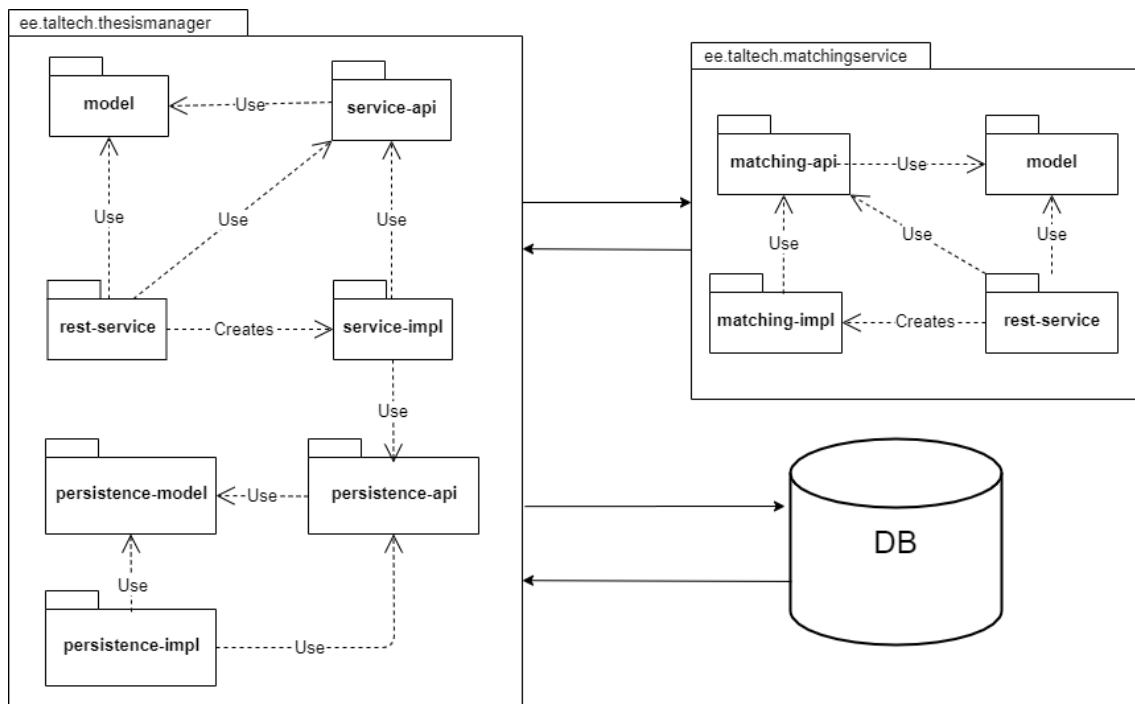 ee.taltech.thesismanager
model
Use
service-api
Use
Use
Use
rest-service
Creates
service-impl
Use
persistence-model
Use
persistence-api
Use
persistence-impl
Use
ee.taltech.matchingservice
matching-api
Use
model
Use
Use
Use
matching-impl
Creates
rest-service
DB